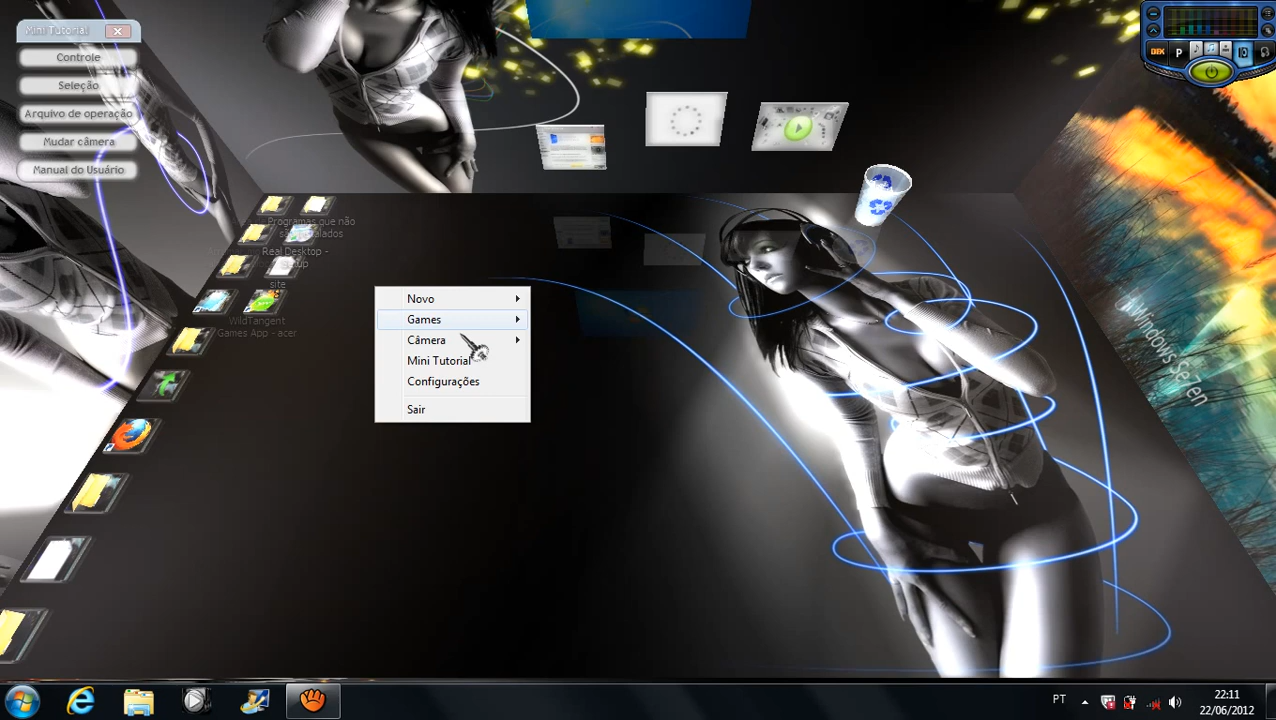 Mini Tutorial
Controle
Seleção
Arquivo de operação
Mudar câmera
Manual do Usuário
DFX
P
Programas que não
Real Desktop -
site
WildTangent
Games App - acer
Novo
Games
Câmera
Mini Tutorial
Configurações
Sair
Windows Se7en
PT
22:11
22/06/2012